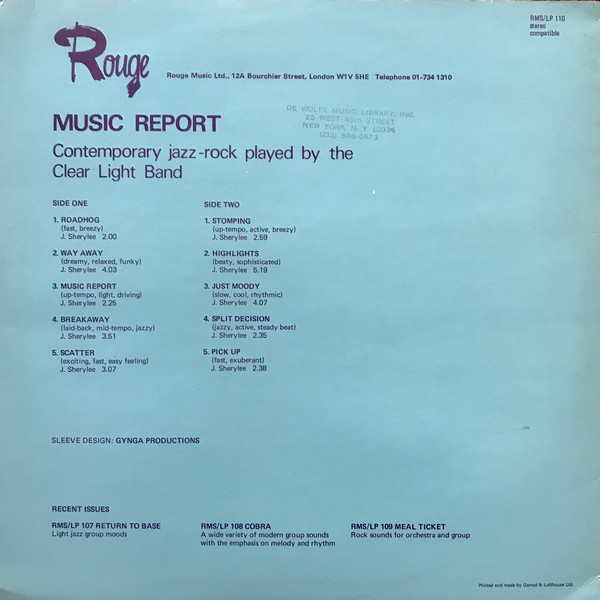 Rouge
Rouge Music Ltd., 12A Bourchier Street, London W1V 5HE Telephone 01-734 1310
RMS/LP 110
stereo
compatible
DE WOLFE MUSIC LIBRARY, INC.
25 WEST 45th STREET
NEW YORK, N.Y. 10036
(212) 586-6673
MUSIC REPORT
Contemporary jazz-rock played by the
Clear Light Band
SIDE ONE
1. ROADHOG
(fast, breezy)
J. Sherylee 2.00
2. WAY AWAY
(dreamy, relaxed, funky)
J. Sherylee 4.03
3. MUSIC REPORT
(up-tempo, light, driving)
J. Sherylee 2.25
4. BREAKAWAY
(laid-back, mid-tempo, jazzy)
J. Sherylee 3.51
5. SCATTER
(exciting, fast, easy feeling)
J. Sherylee 3.07
SIDE TWO
1. STOMPING
(up-tempo, active, breezy)
J. Sherylee 2.59
2. HIGHLIGHTS
(beaty, sophisticated)
J. Sherylee 5.19
3. JUST MOODY
(slow, cool, rhythmic)
J. Sherylee 4.07
4. SPLIT DECISION
(jazzy, active, steady beat)
J. Sherylee 2.35
5. PICK UP
(fast, exuberant)
J. Sherylee 2.38
SLEEVE DESIGN: GYNGA PRODUCTIONS
RECENT ISSUES
RMS/LP 107 RETURN TO BASE
Light jazz group moods
RMS/LP 108 COBRA
A wide variety of modern group sounds
with the emphasis on melody and rhythm
RMS/LP 109 MEAL TICKET
Rock sounds for orchestra and group
Printed and made by Garrod & Lofthouse Ltd.